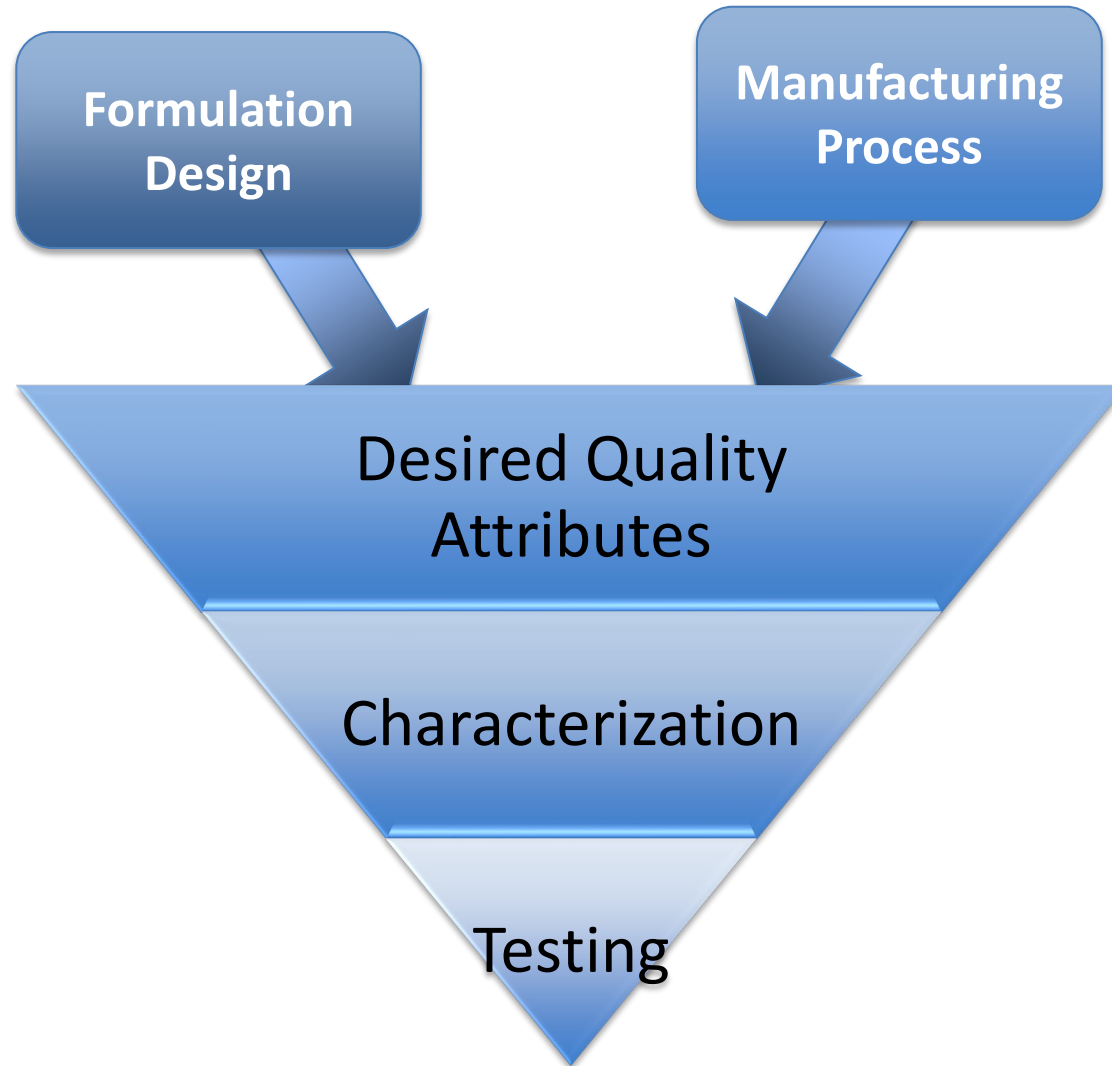 Formulation
Design
Manufacturing
Process
Desired Quality
Attributes
Characterization
Testing